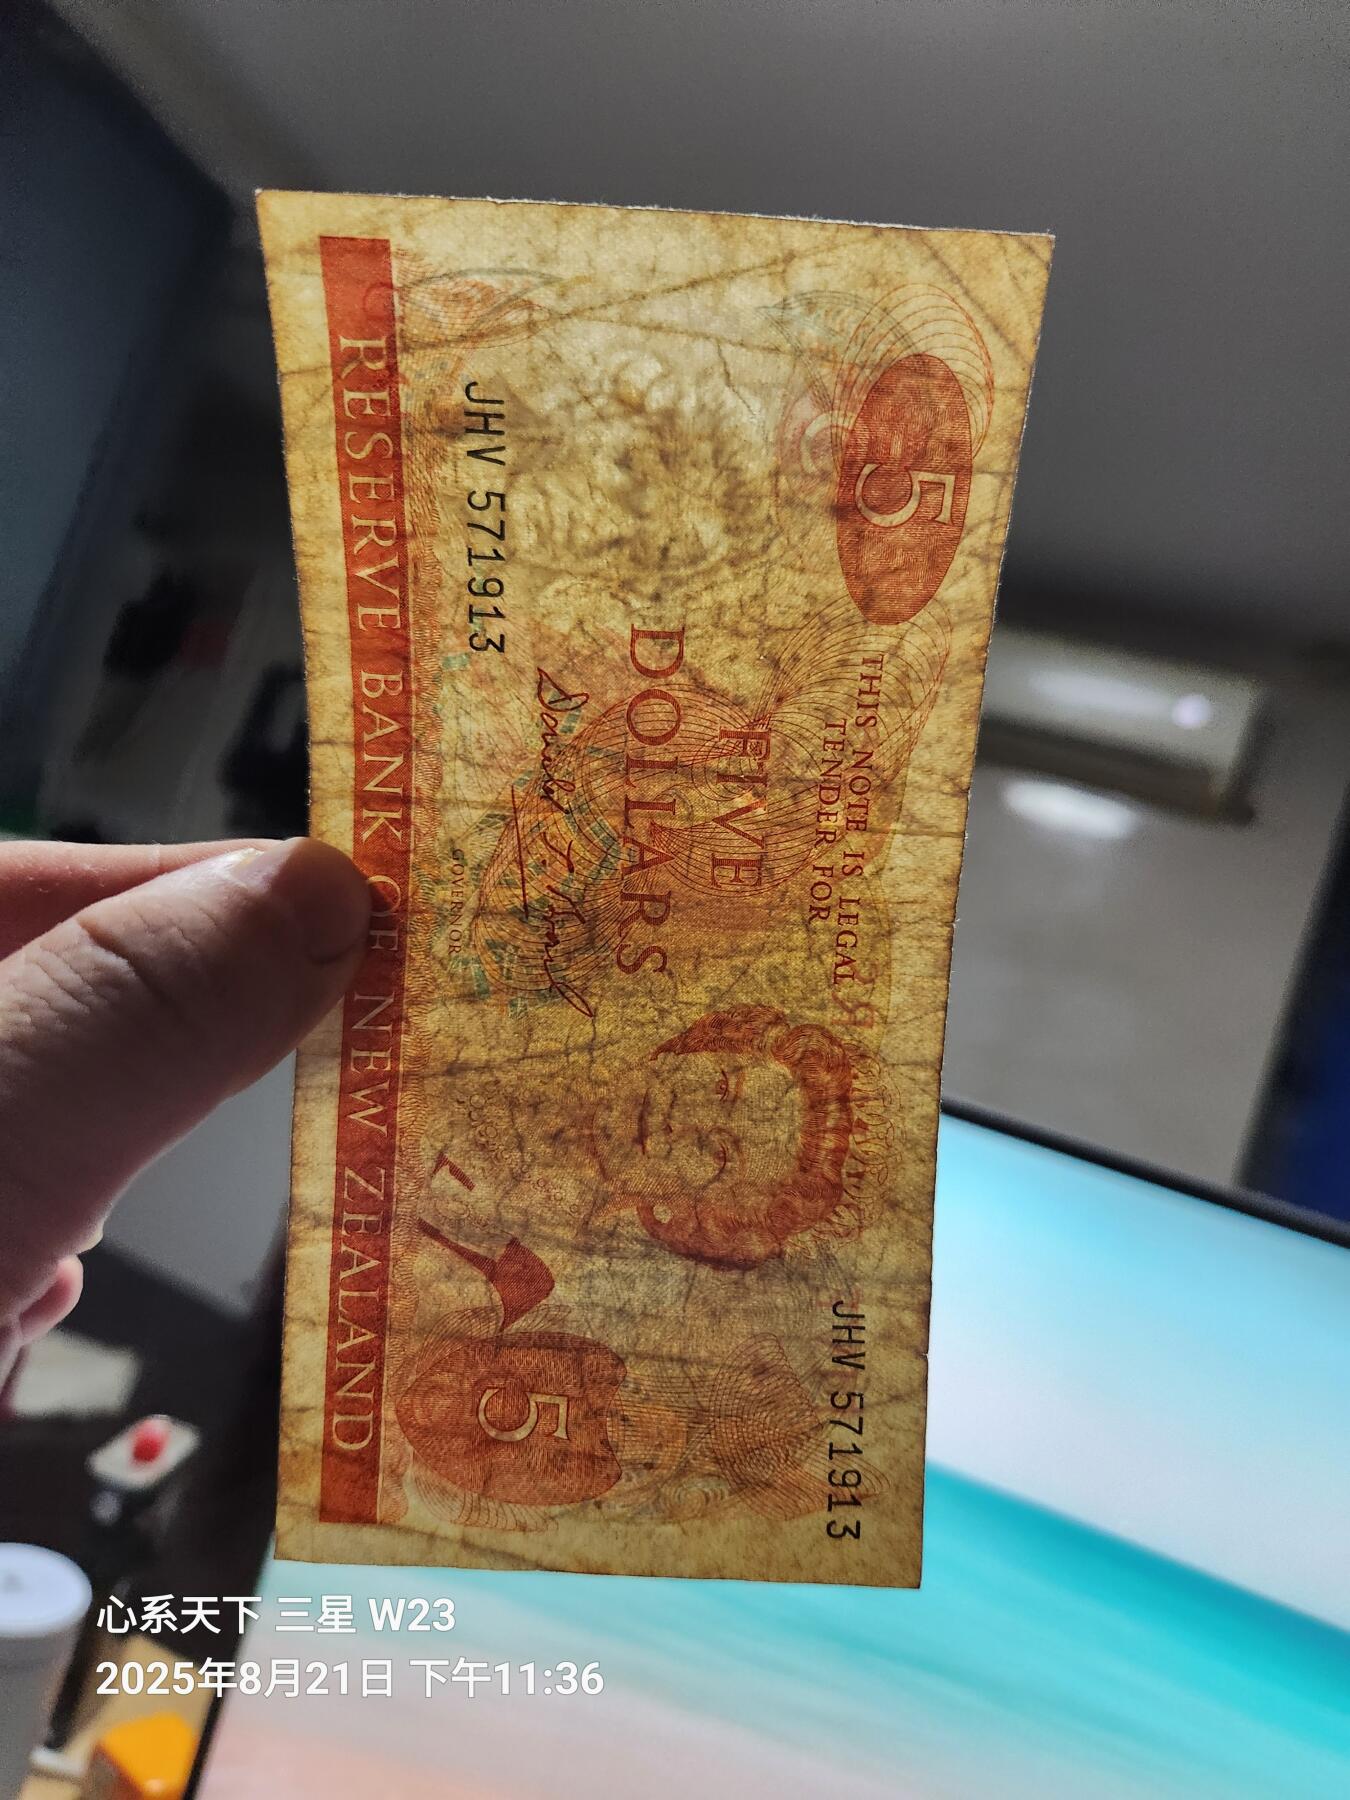 RESERVE BANK OF NEW ZEALAND
JHV 571913
THIS NOTE IS LEGAL
TENDER FOR
FIVE
DOLLARS
GOVERNOR
5
5
JHV 571913
心系天下 三星 W23
2025年8月21日 下午11:36